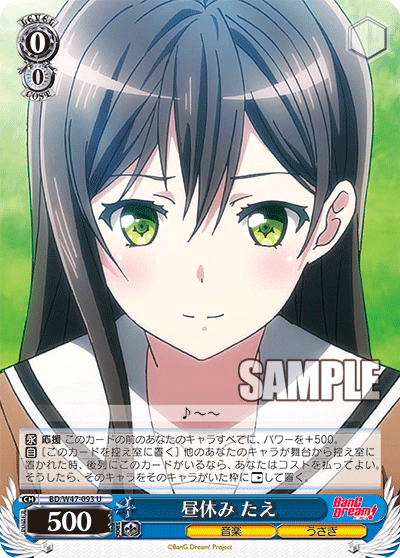 LEVEL
0
0
COST
SAMPLE
♪~~
永 応援 このカードの前のあなたのキャラすべてに、パワーを+500。
自 [このカードを控え室に置く] 他のあなたのキャラが舞台から控え室に
置かれた時、後列にこのカードがいるなら、あなたはコストを払ってよい。
そうしたら、そのキャラをそのキャラがいた枠に レスト して置く。
CH BD/W47-093 U
500
昼休み たえ
BanG Dream!
音楽 うさぎ
©BanG Dream! Project